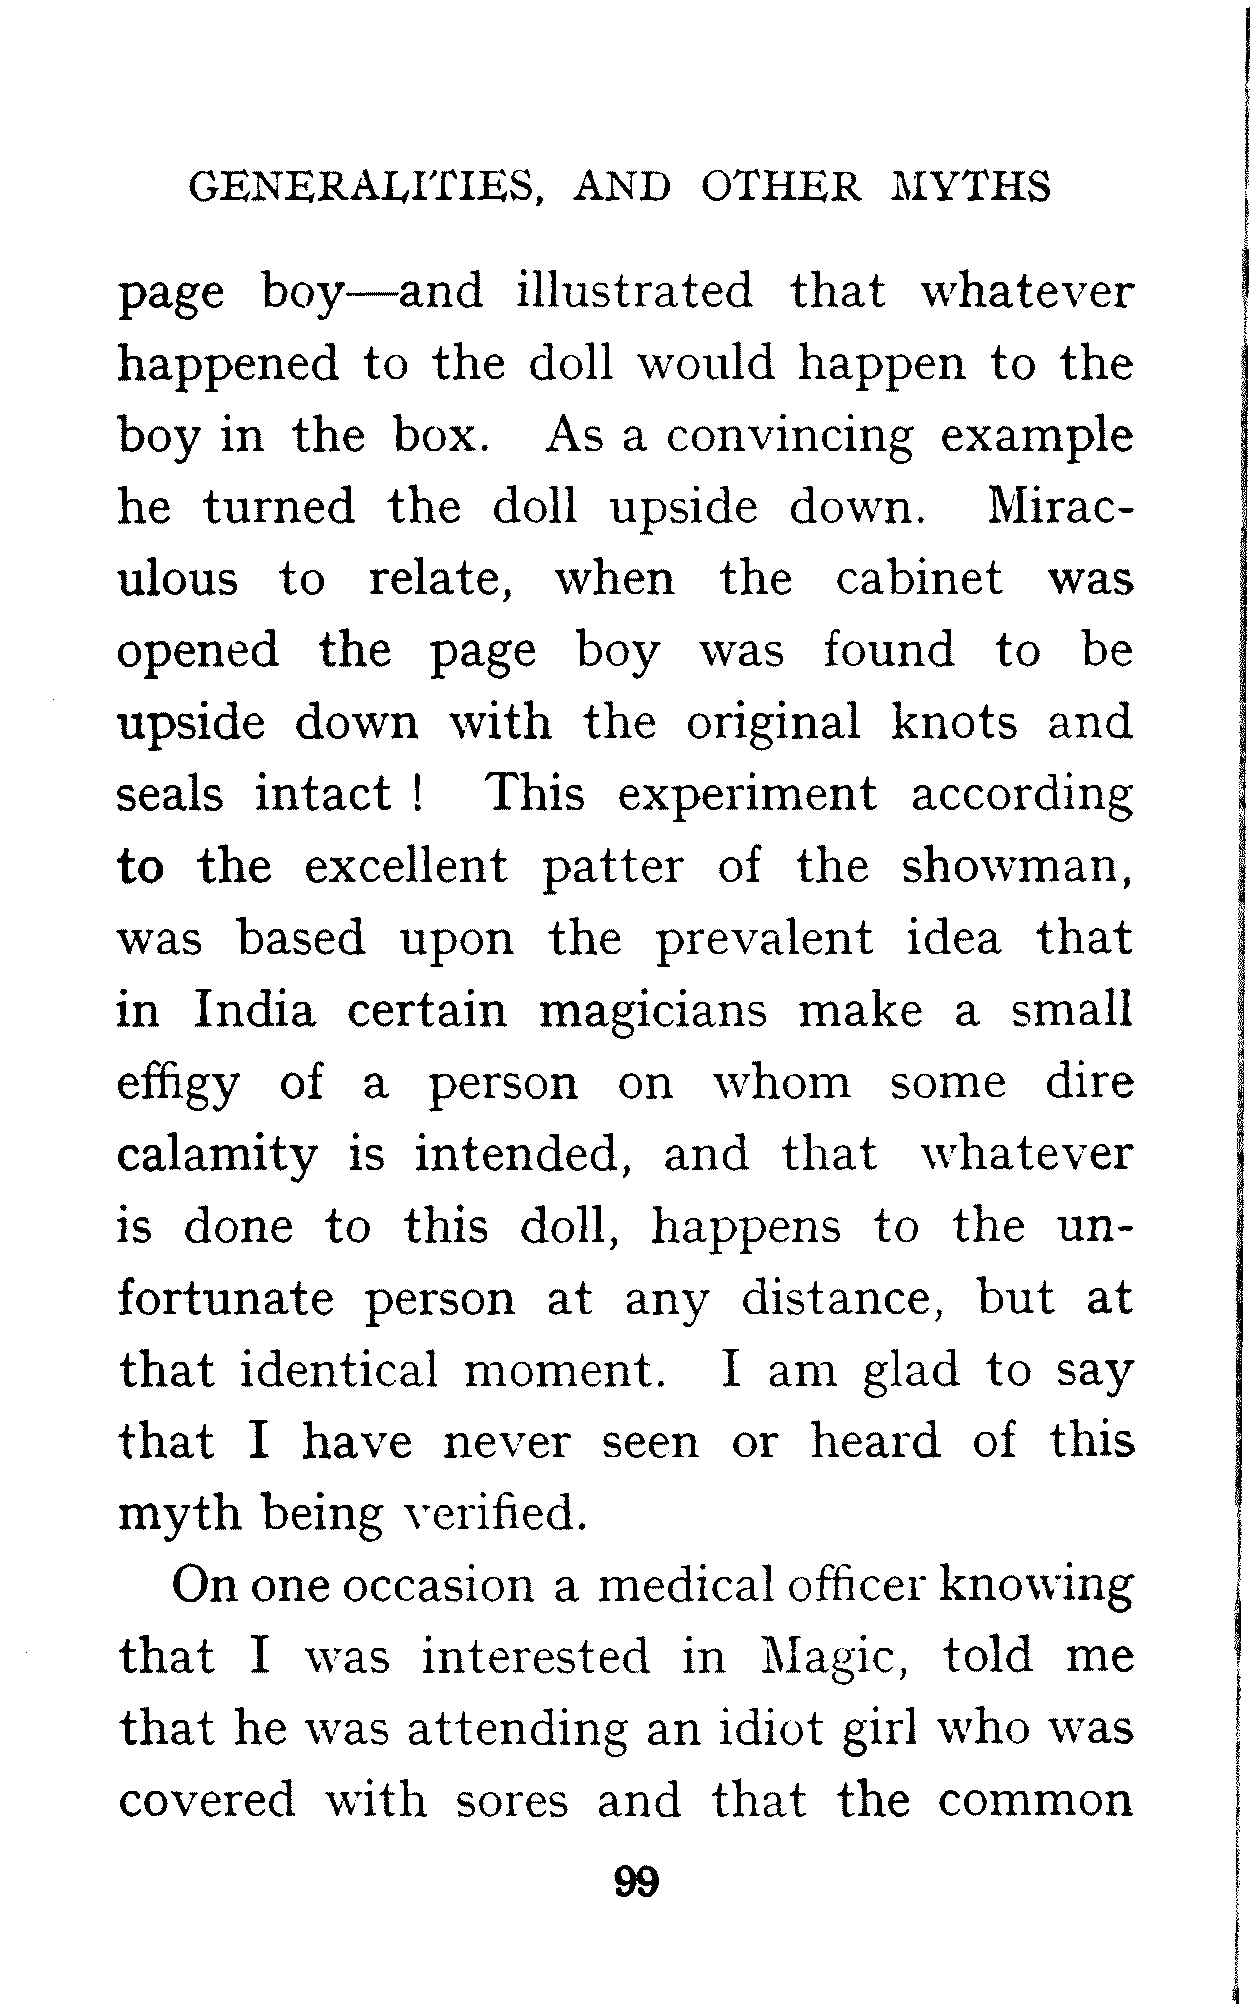 GENERALITIES, AND OTHER MYTHS
page boy—and illustrated that whatever
happened to the doll would happen to the
boy in the box. As a convincing example
he turned the doll upside down. Mirac-
ulous to relate, when the cabinet was
opened the page boy was found to be
upside down with the original knots and
seals intact ! This experiment according
to the excellent patter of the showman,
was based upon the prevalent idea that
in India certain magicians make a small
effigy of a person on whom some dire
calamity is intended, and that whatever
is done to this doll, happens to the un-
fortunate person at any distance, but at
that identical moment. I am glad to say
that I have never seen or heard of this
myth being verified.
On one occasion a medical officer knowing
that I was interested in Magic, told me
that he was attending an idiot girl who was
covered with sores and that the common
99